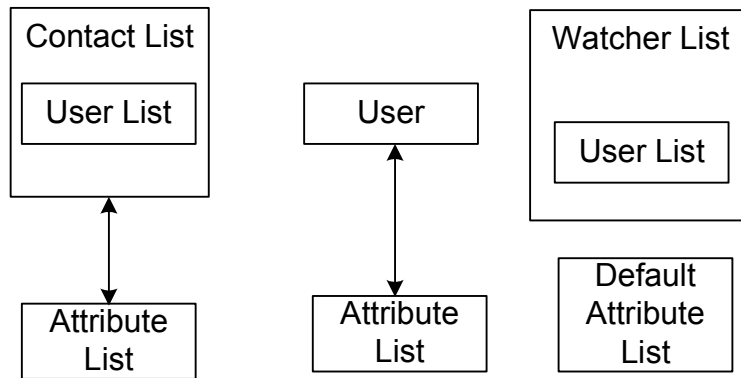 Contact List
User List
Attribute
List
User
Attribute
List
Watcher List
User List
Default
Attribute
List